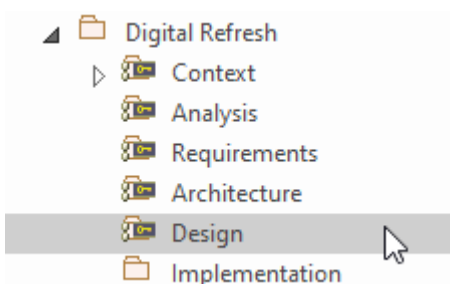 Digital Refresh
Context
Analysis
Requirements
Architecture
Design
Implementation